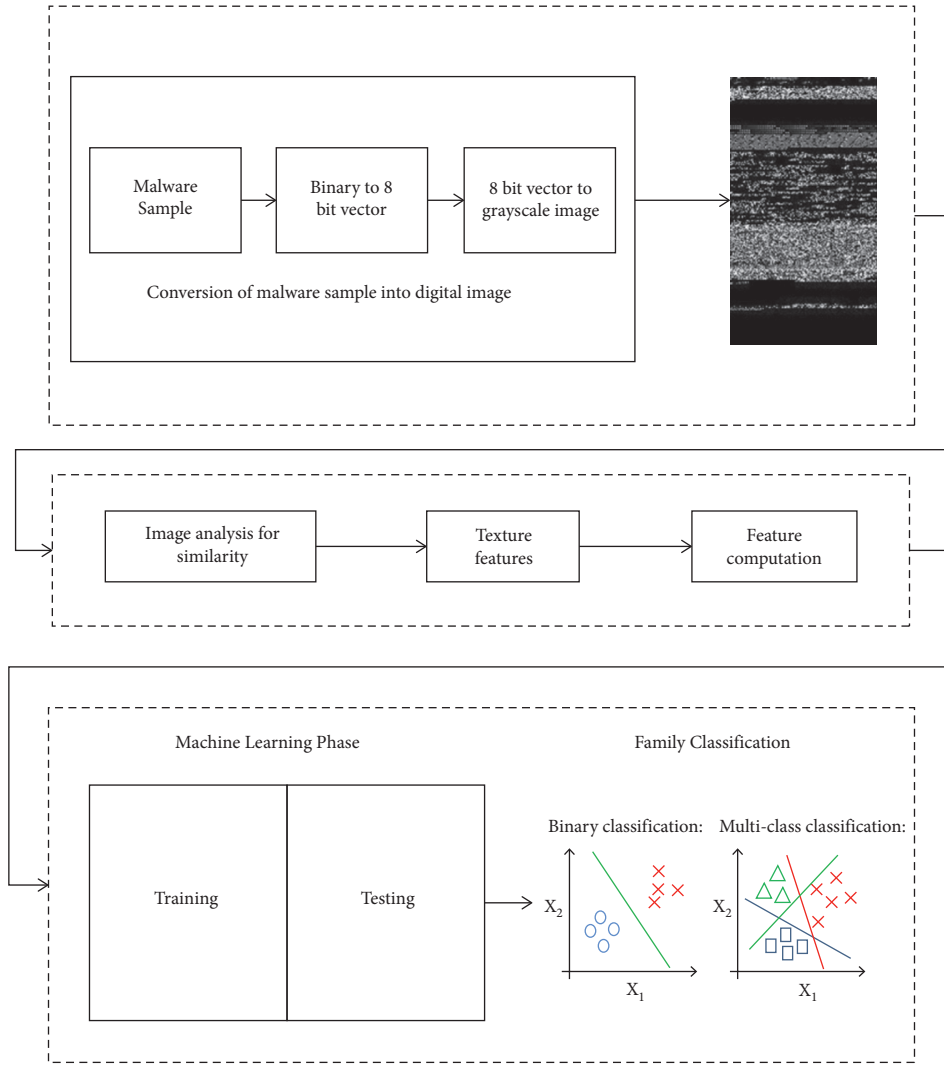 Malware
Sample
Binary to 8
bit vector
8 bit vector to
grayscale image
Conversion of malware sample into digital image
Image analysis for
similarity
Texture
features
Feature
computation
Machine Learning Phase
Family Classification
Training
Testing
Binary classification:
X2
X1
Multi-class classification:
X2
X1